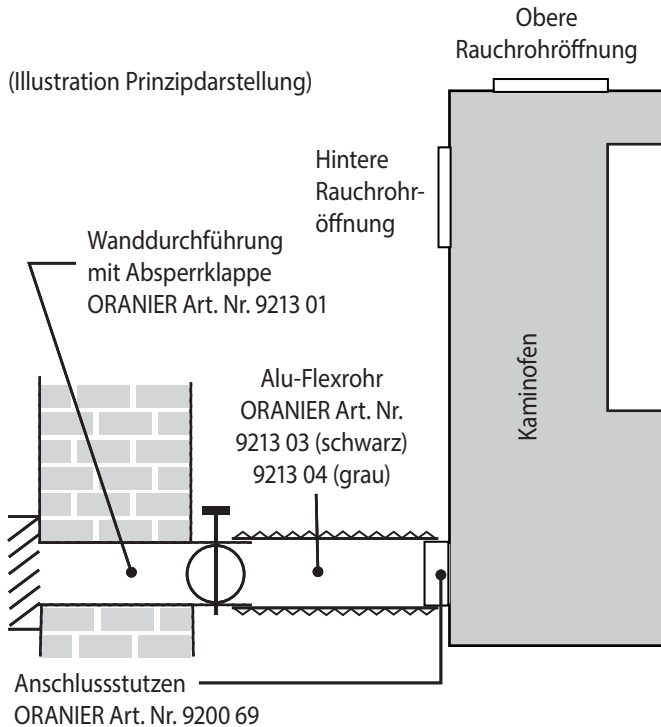 Obere
Rauchrohröffnung
(Illustration Prinzipdarstellung)
Hintere
Rauchrohr-
öffnung
Wanddurchführung
mit Absperrklappe
ORANIER Art. Nr. 9213 01
Kaminofen
Alu-Flexrohr
ORANIER Art. Nr.
9213 03 (schwarz)
9213 04 (grau)
Anschlussstutzen
ORANIER Art. Nr. 9200 69